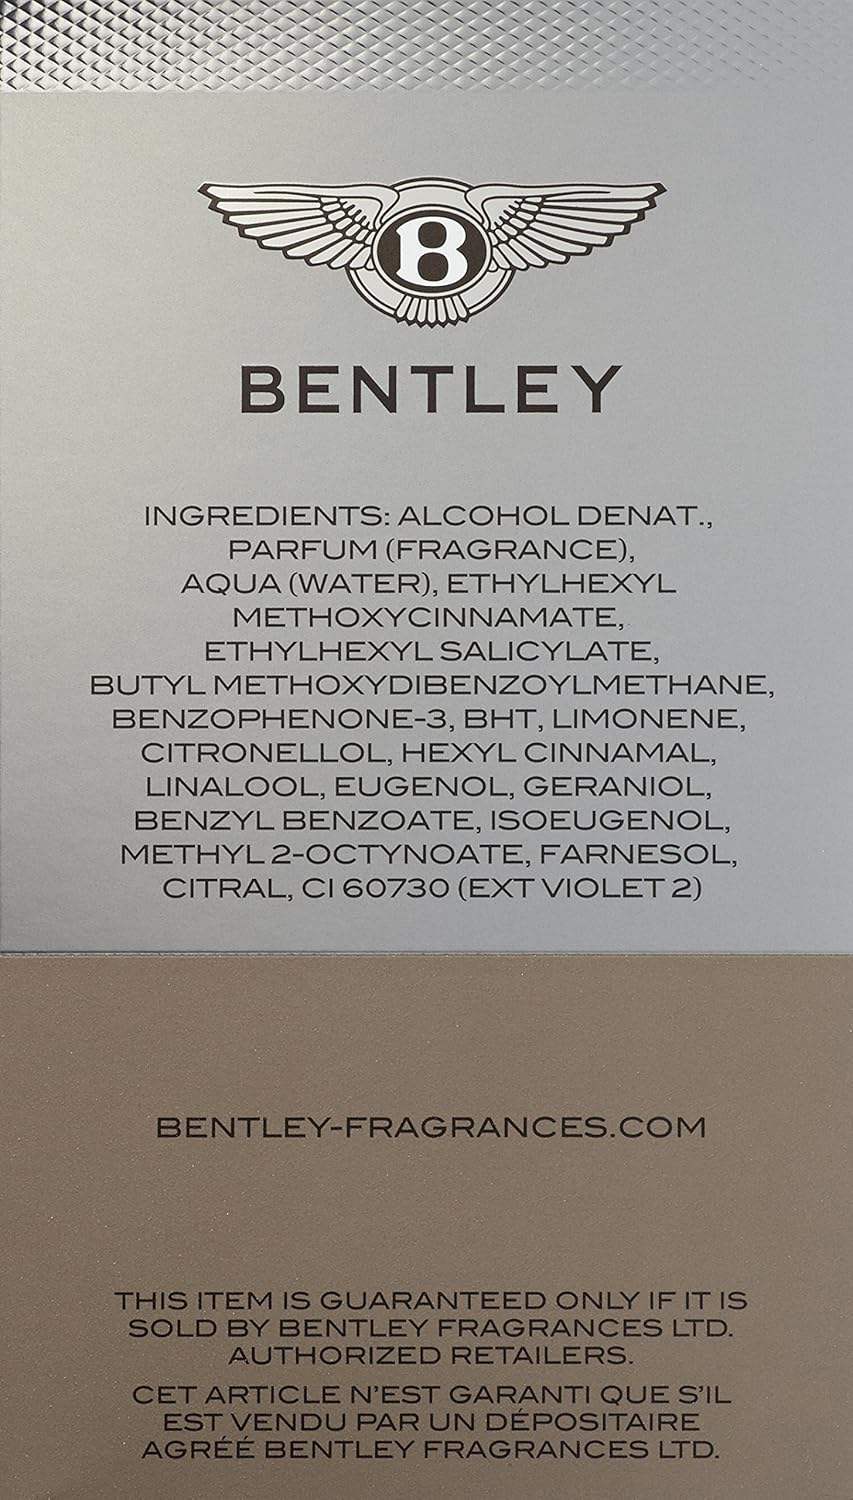 B
BENTLEY
INGREDIENTS: ALCOHOL DENAT.,
PARFUM (FRAGRANCE),
AQUA (WATER), ETHYLHEXYL
METHOXYCINNAMATE,
ETHYLHEXYL SALICYLATE,
BUTYL METHOXYDIBENZOYLMETHANE,
BENZOPHENONE-3, BHT, LIMONENE,
CITRONELLOL, HEXYL CINNAMAL,
LINALOOL, EUGENOL, GERANIOL,
BENZYL BENZOATE, ISOEUGENOL,
METHYL 2-OCTYNOATE, FARNESOL,
CITRAL, CI 60730 (EXT VIOLET 2)
BENTLEY-FRAGRANCES.COM
THIS ITEM IS GUARANTEED ONLY IF IT IS
SOLD BY BENTLEY FRAGRANCES LTD.
AUTHORIZED RETAILERS.
CET ARTICLE N'EST GARANTI QUE S'IL
EST VENDU PAR UN DÉPOSITAIRE
AGRÉÉ BENTLEY FRAGRANCES LTD.